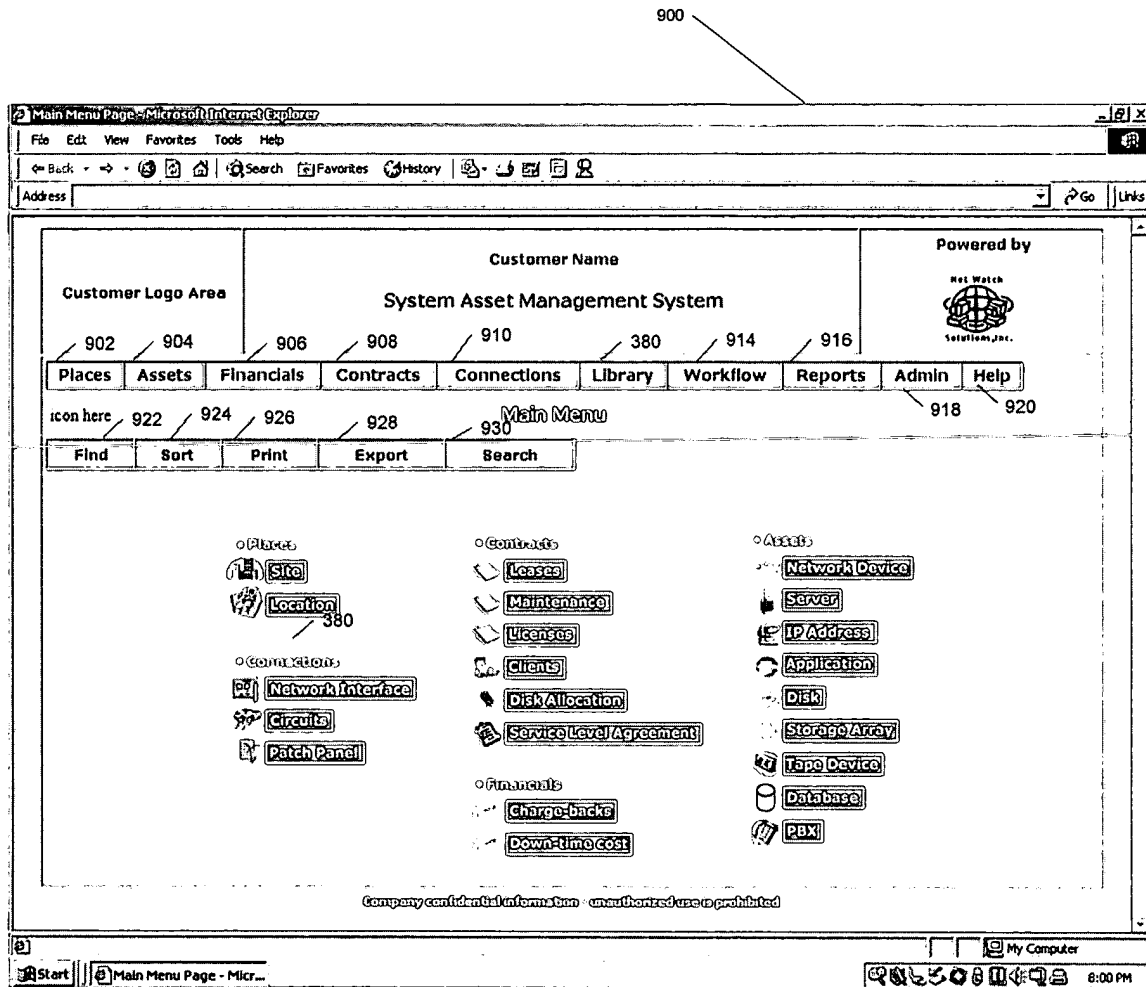 900
Main Menu Page - Microsoft Internet Explorer
File Edit View Favorites Tools Help
Back Search Favorites History
Address Go Links
Customer Logo Area
Customer Name
System Asset Management System
Powered by
Net Watch
Solutions, Inc.
902 904 906 908 910 380 914 916
Places Assets Financials Contracts Connections Library Workflow Reports Admin Help
918 920
icon here 922 924 926 928 930 Main Menu
Find Sort Print Export Search
Places
Site
Location
380
Connections
Network Interface
Circuits
Patch Panel
Contracts
Leases
Maintenance
Licenses
Clients
Disk Allocation
Service Level Agreement
Financials
Charge-backs
Down-time cost
Assets
Network Device
Server
IP Address
Application
Disk
Storage Array
Tape Device
Database
PBX
Company confidential information - unauthorized use is prohibited
My Computer
Start Main Menu Page - Micr... 8:00 PM